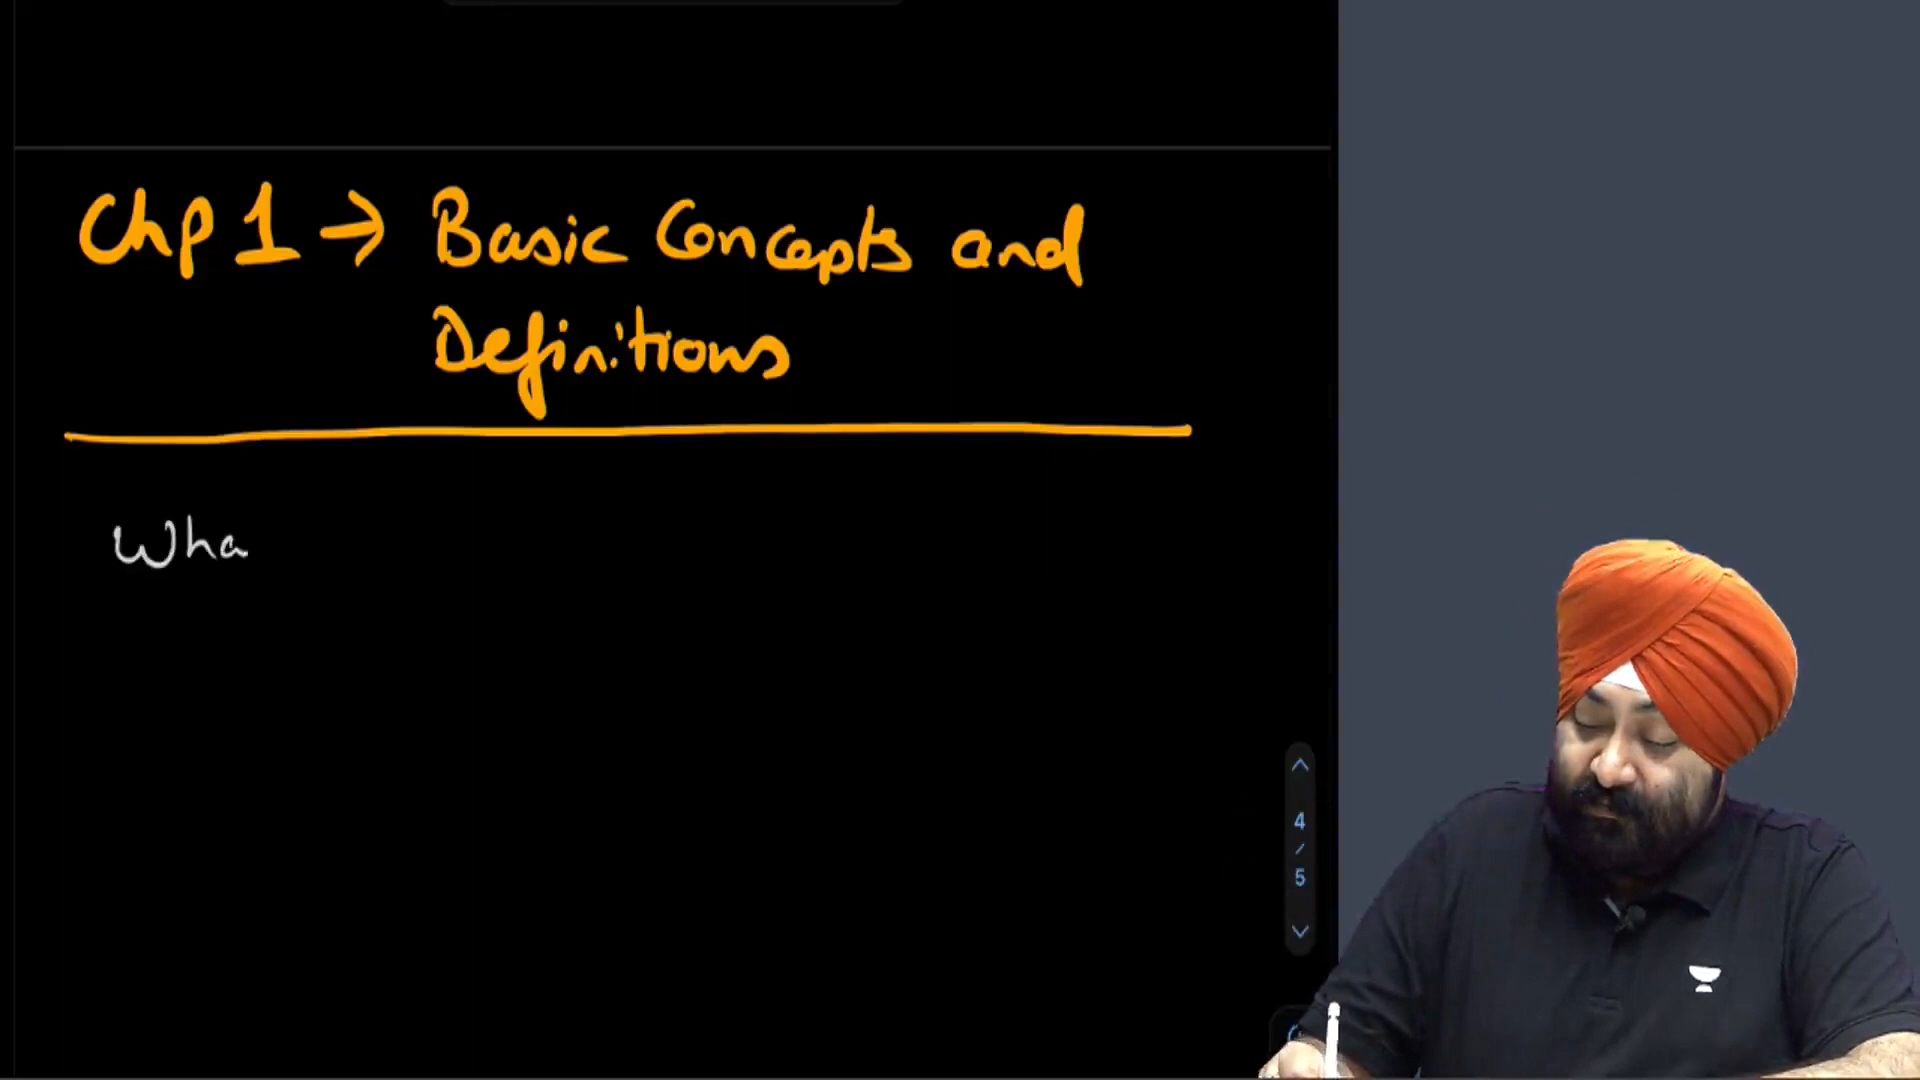 Chp 1 → Basic Concepts and
Definitions
Wha
4
/
5